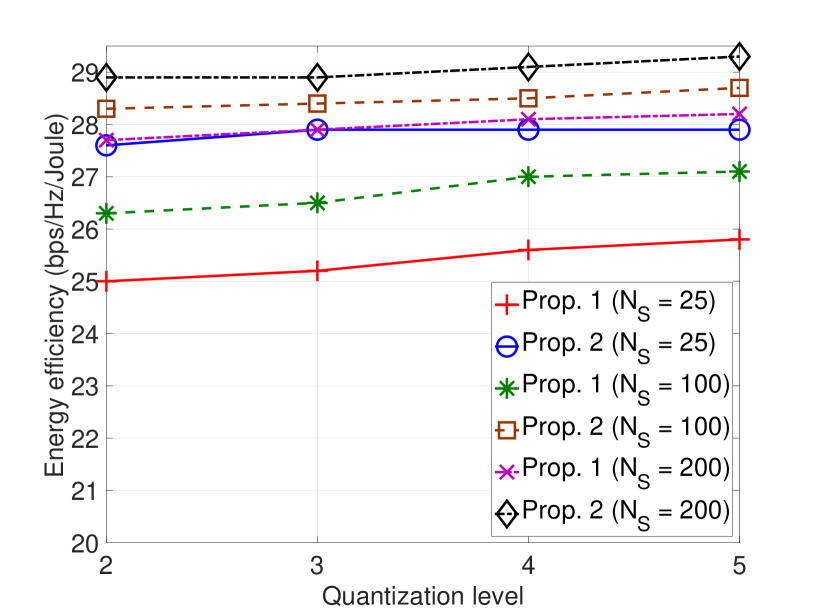 Energy efficiency (bps/Hz/Joule)
29
28
27
26
25
24
23
22
21
20
2 3 4 5
Quantization level
Prop. 1 (N_S = 25)
Prop. 2 (N_S = 25)
Prop. 1 (N_S = 100)
Prop. 2 (N_S = 100)
Prop. 1 (N_S = 200)
Prop. 2 (N_S = 200)